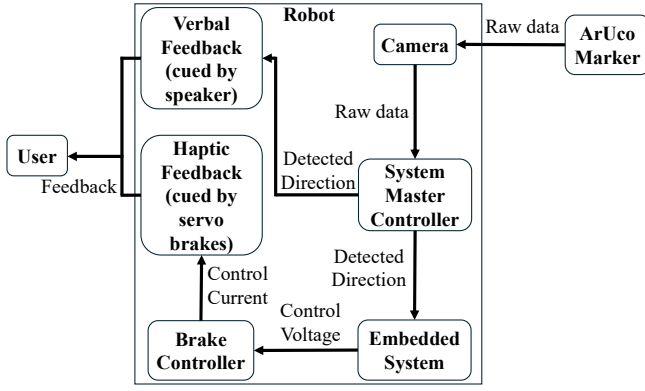 Robot
Verbal
Feedback
(cued by
speaker)
Camera
Raw data
ArUco
Marker
Raw data
User
Feedback
Haptic
Feedback
(cued by
servo
brakes)
Detected
Direction
System
Master
Controller
Detected
Direction
Control
Current
Control
Voltage
Brake
Controller
Embedded
System